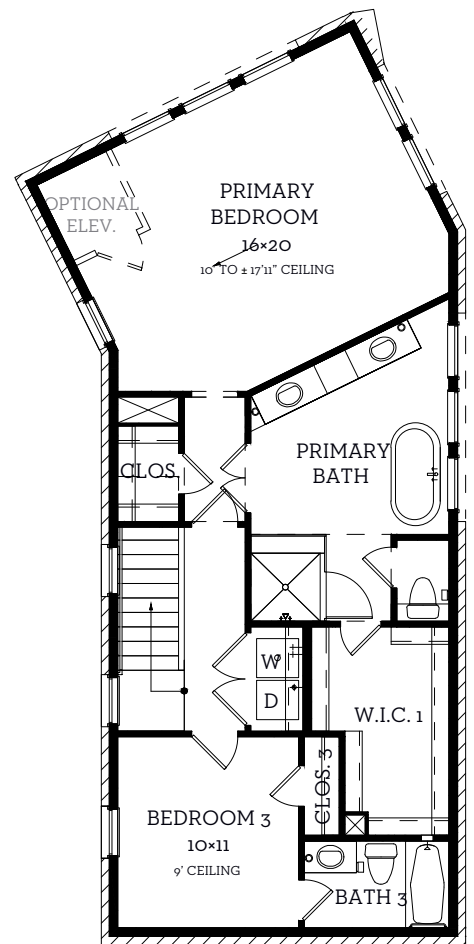 OPTIONAL
ELEV.
PRIMARY
BEDROOM
16×20
10' TO ± 17'11" CEILING
CLOS.
PRIMARY
BATH
W
D
W.I.C. 1
CLOS. 3
BEDROOM 3
10×11
9' CEILING
BATH 3